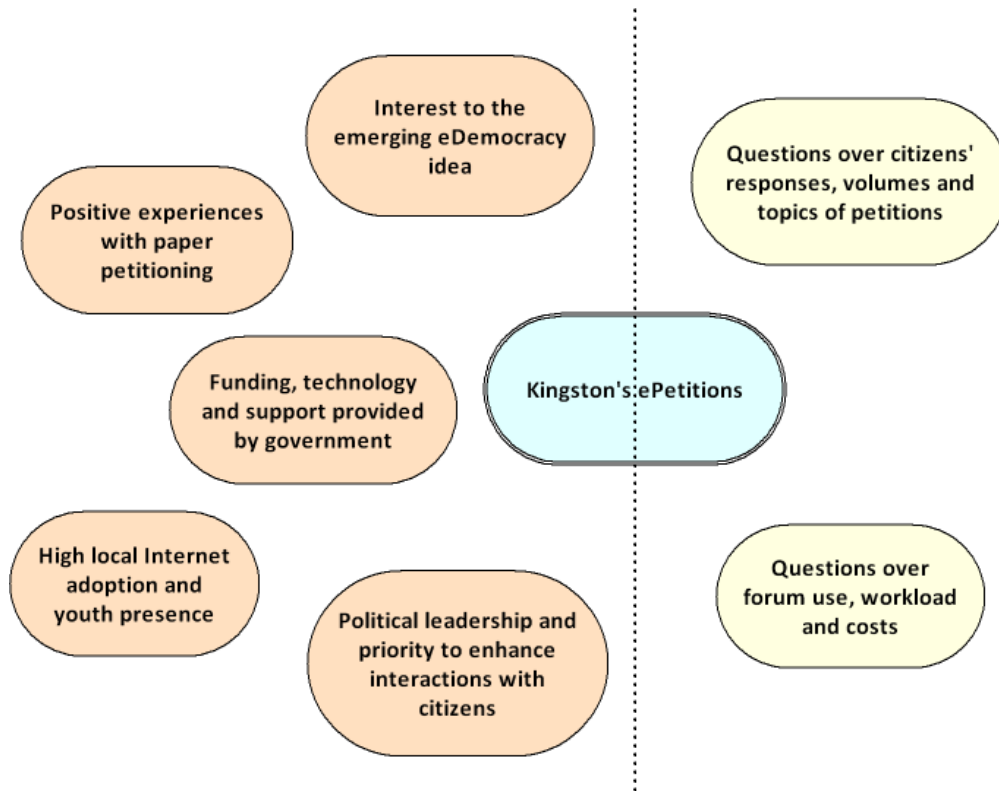 Interest to the
emerging eDemocracy
idea
Questions over citizens'
responses, volumes and
topics of petitions
Positive experiences
with paper
petitioning
Funding, technology
and support provided
by government
Kingston's ePetitions
High local Internet
adoption and
youth presence
Political leadership and
priority to enhance
interactions with
citizens
Questions over
forum use, workload
and costs